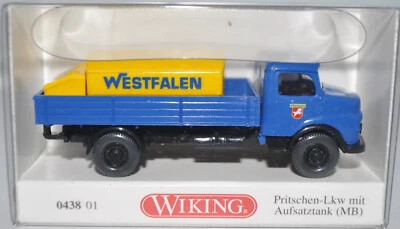 WESTFALEN
0438 01
WIKING
Pritschen-Lkw mit
Aufsatztank (MB)